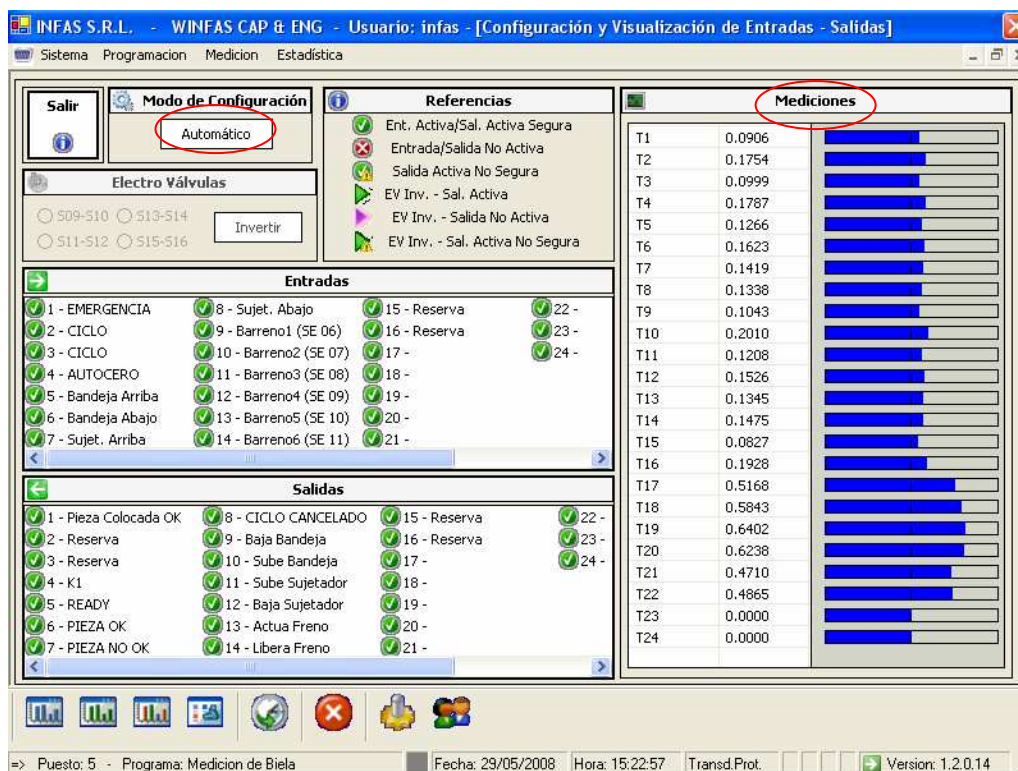 INFAS S.R.L. - WINFAS CAP & ENG - Usuario: infas - [Configuración y Visualización de Entradas - Salidas]
Sistema Programacion Medicion Estadística
Salir
Modo de Configuración
Automático
Electro Válvulas
S09-S10 S13-S14
S11-S12 S15-S16
Invertir
Referencias
Ent. Activa/Sal. Activa Segura
Entrada/Salida No Activa
Salida Activa No Segura
EV Inv. - Sal. Activa
EV Inv. - Salida No Activa
EV Inv. - Sal. Activa No Segura
Entradas
1 - EMERGENCIA
2 - CICLO
3 - CICLO
4 - AUTOCERO
5 - Bandeja Arriba
6 - Bandeja Abajo
7 - Sujet. Arriba
8 - Sujet. Abajo
9 - Barreno1 (SE 06)
10 - Barreno2 (SE 07)
11 - Barreno3 (SE 08)
12 - Barreno4 (SE 09)
13 - Barreno5 (SE 10)
14 - Barreno6 (SE 11)
15 - Reserva
16 - Reserva
17 -
18 -
19 -
20 -
21 -
22 -
23 -
24 -
Salidas
1 - Pieza Colocada OK
2 - Reserva
3 - Reserva
4 - K1
5 - READY
6 - PIEZA OK
7 - PIEZA NO OK
8 - CICLO CANCELADO
9 - Baja Bandeja
10 - Sube Bandeja
11 - Sube Sujetador
12 - Baja Sujetador
13 - Actua Freno
14 - Libera Freno
15 - Reserva
16 - Reserva
17 -
18 -
19 -
20 -
21 -
22 -
23 -
24 -
Mediciones
T1 0.0906
T2 0.1754
T3 0.0999
T4 0.1787
T5 0.1266
T6 0.1623
T7 0.1419
T8 0.1338
T9 0.1043
T10 0.2010
T11 0.1208
T12 0.1526
T13 0.1345
T14 0.1475
T15 0.0827
T16 0.1928
T17 0.5168
T18 0.5843
T19 0.6402
T20 0.6238
T21 0.4710
T22 0.4865
T23 0.0000
T24 0.0000
=> Puesto: 5 - Programa: Medicion de Biela
Fecha: 29/05/2008
Hora: 15:22:57
Transd.Prot.
Version: 1.2.0.14